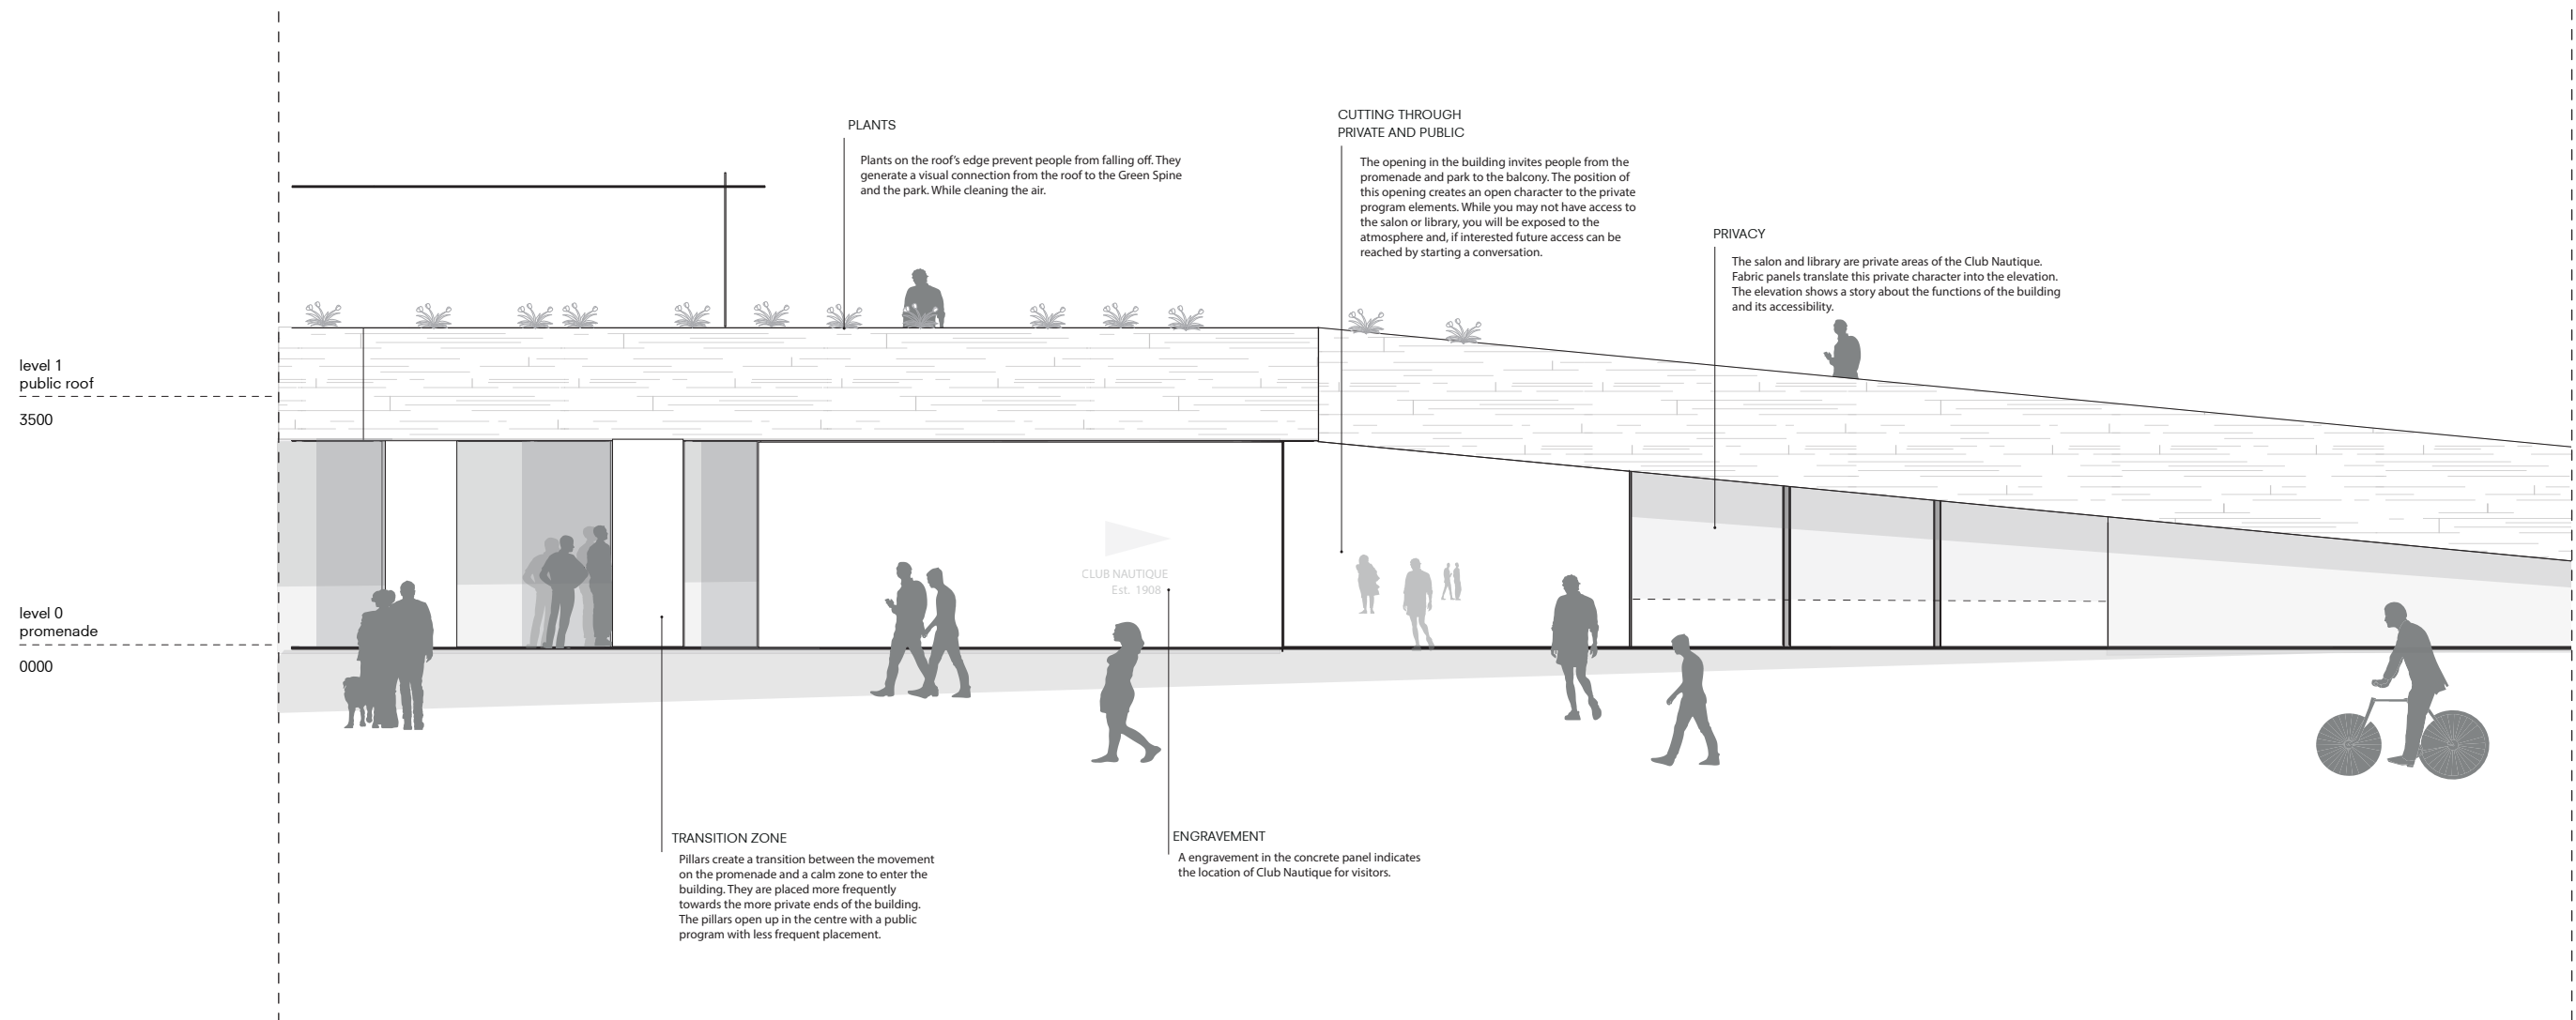 PLANTS
Plants on the roof's edge prevent people from falling off. They
generate a visual connection from the roof to the Green Spine
and the park. While cleaning the air.
CUTTING THROUGH
PRIVATE AND PUBLIC
The opening in the building invites people from the
promenade and park to the balcony. The position of
this opening creates an open character to the private
program elements. While you may not have access to
the salon or library, you will be exposed to the
atmosphere and, if interested future access can be
reached by starting a conversation.
PRIVACY
The salon and library are private areas of the Club Nautique.
Fabric panels translate this private character into the elevation.
The elevation shows a story about the functions of the building
and its accessibility.
level 1
public roof
3500
level 0
promenade
0000
CLUB NAUTIQUE
Est. 1908
TRANSITION ZONE
Pillars create a transition between the movement
on the promenade and a calm zone to enter the
building. They are placed more frequently
towards the more private ends of the building.
The pillars open up in the centre with a public
program with less frequent placement.
ENGRAVEMENT
A engravement in the concrete panel indicates
the location of Club Nautique for visitors.